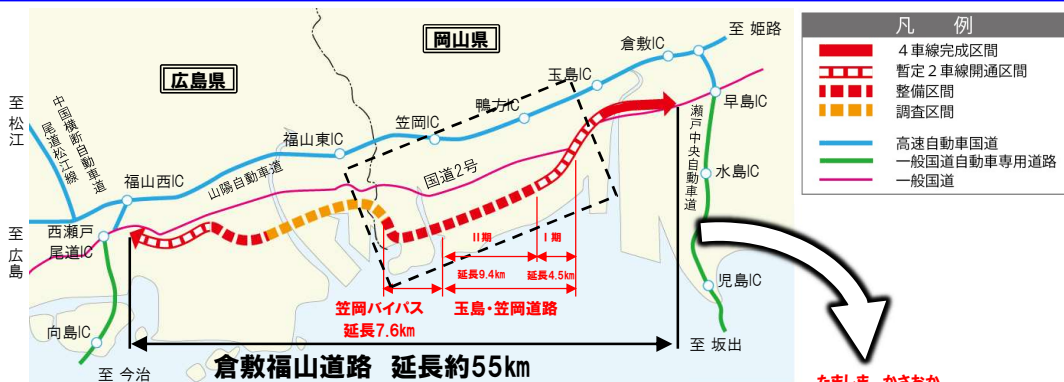 岡山県
広島県
凡　例
４車線完成区間
暫定２車線開通区間
整備区間
調査区間
高速自動車国道
一般国道自動車専用道路
一般国道
至 姫路
倉敷IC
玉島IC
早島IC
鴨方IC
笠岡IC
福山東IC
至松江
中国横断自動車道
尾道松江線
福山西IC
山陽自動車道
国道2号
瀬戸中央自動車道
水島IC
至広島
西瀬戸
尾道IC
II期
I 期
延長9.4km
延長4.5km
児島IC
笠岡バイパス
延長7.6km
玉島・笠岡道路
向島IC
至 今治
至 坂出
倉敷福山道路 延長約55km
たましま かさおか